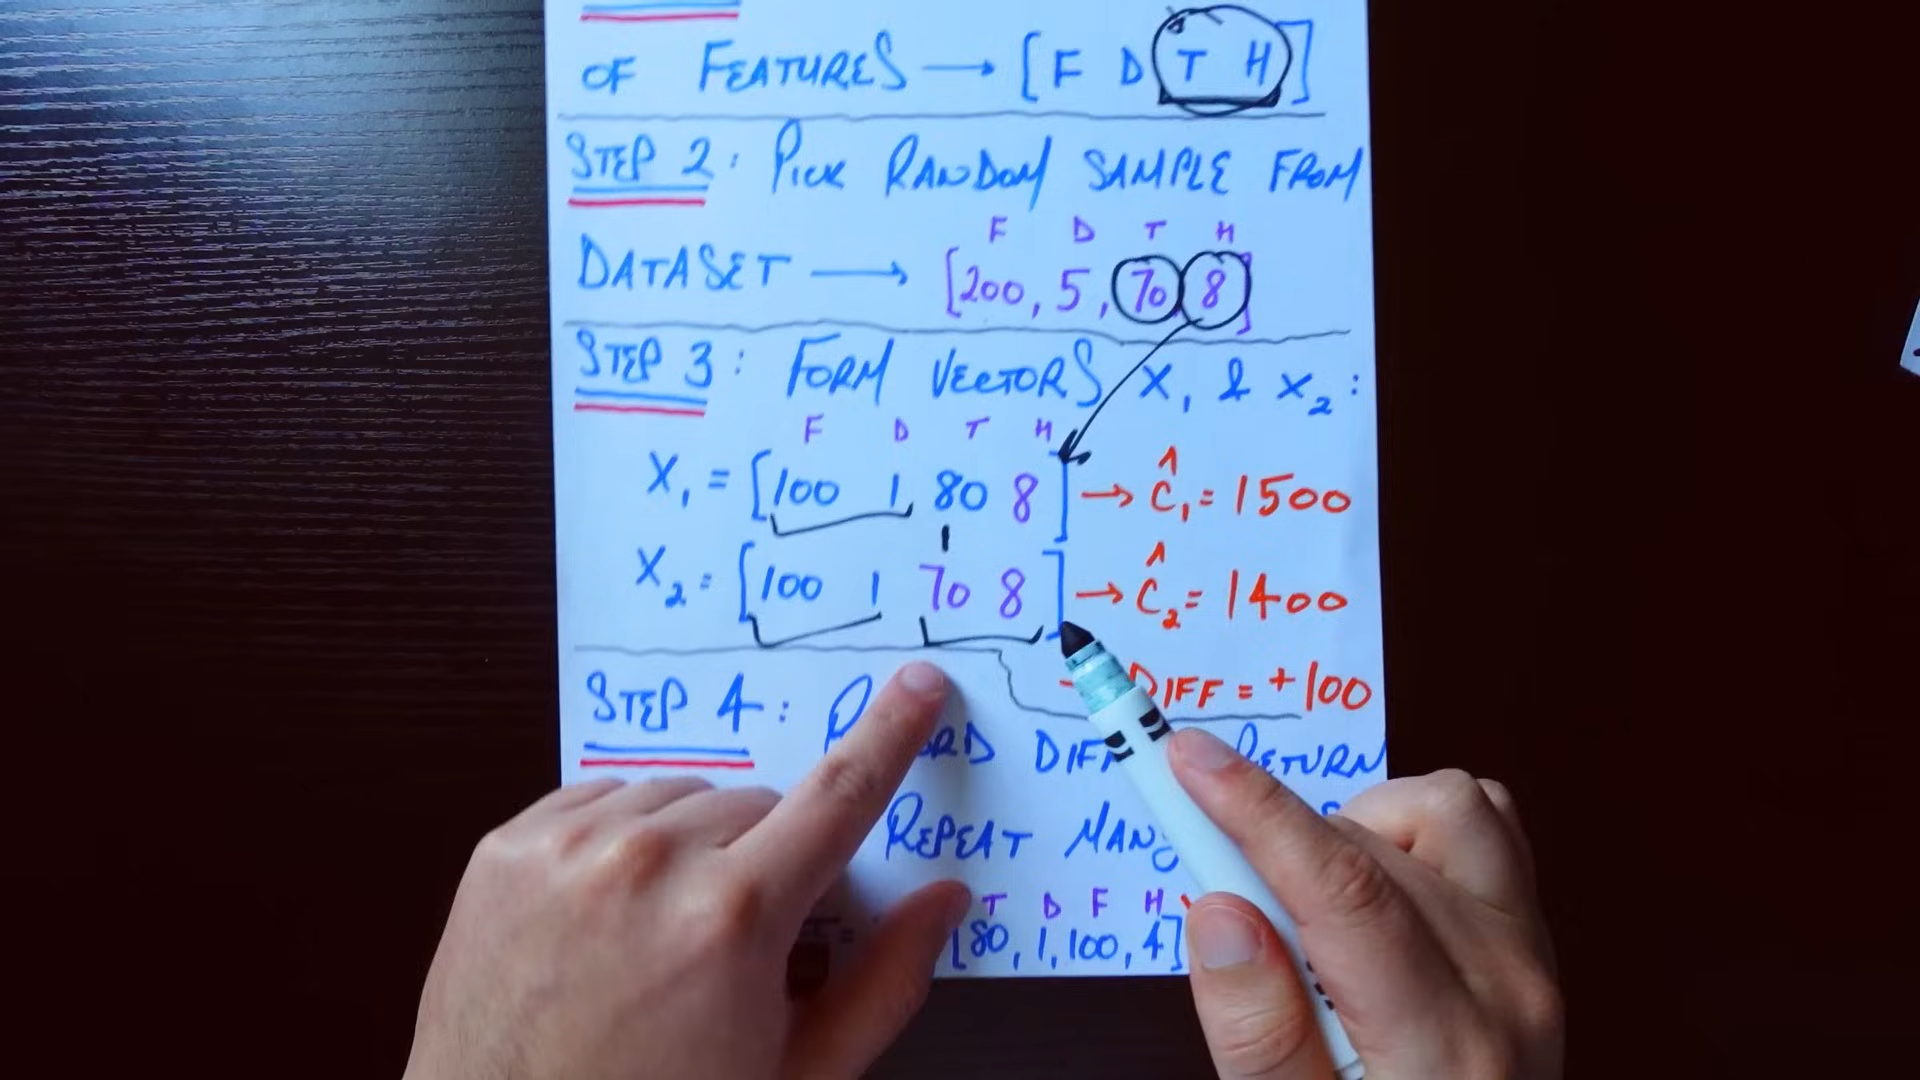 OF FEATURES → [F D T H]
STEP 2: PICK RANDOM SAMPLE FROM
F D T H
DATASET → [200, 5, 70, 8]
STEP 3: FORM VECTORS X₁ & X₂:
F D T H
X₁ = [100 1, 80 8] → Ĉ₁ = 1500
X₂ = [100 1 70 8] → Ĉ₂ = 1400
DIFF = +100
STEP 4: DIFF RETURN
REPEAT
T D F H
[80, 1, 100, 4]